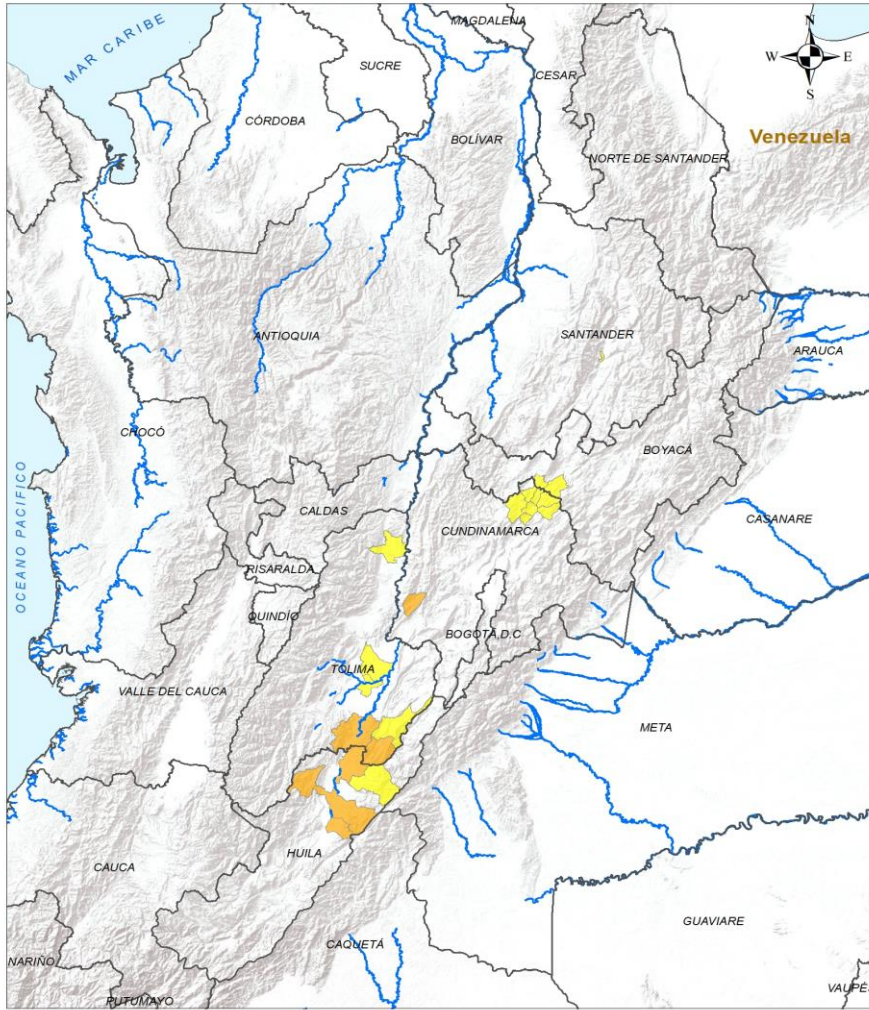 MAGDALENA
N
MAR CARIBE
SUCRE
W
E
CESAR
S
CÓRDOBA
BOLÍVAR
Venezuela
NORTE DE SANTANDER
ANTIOQUIA
SANTANDER
ARAUCA
CHOCÓ
BOYACÁ
CALDAS
CASANARE
CUNDINAMARCA
OCEANO PACIFICO
RISARALDA
QUINDÍO
BOGOTÁ,D.C
TOLIMA
VALLE DEL CAUCA
META
HUILA
CAUCA
GUAVIARE
CAQUETÁ
NARIÑO
VAUPÉS
PUTUMAYO